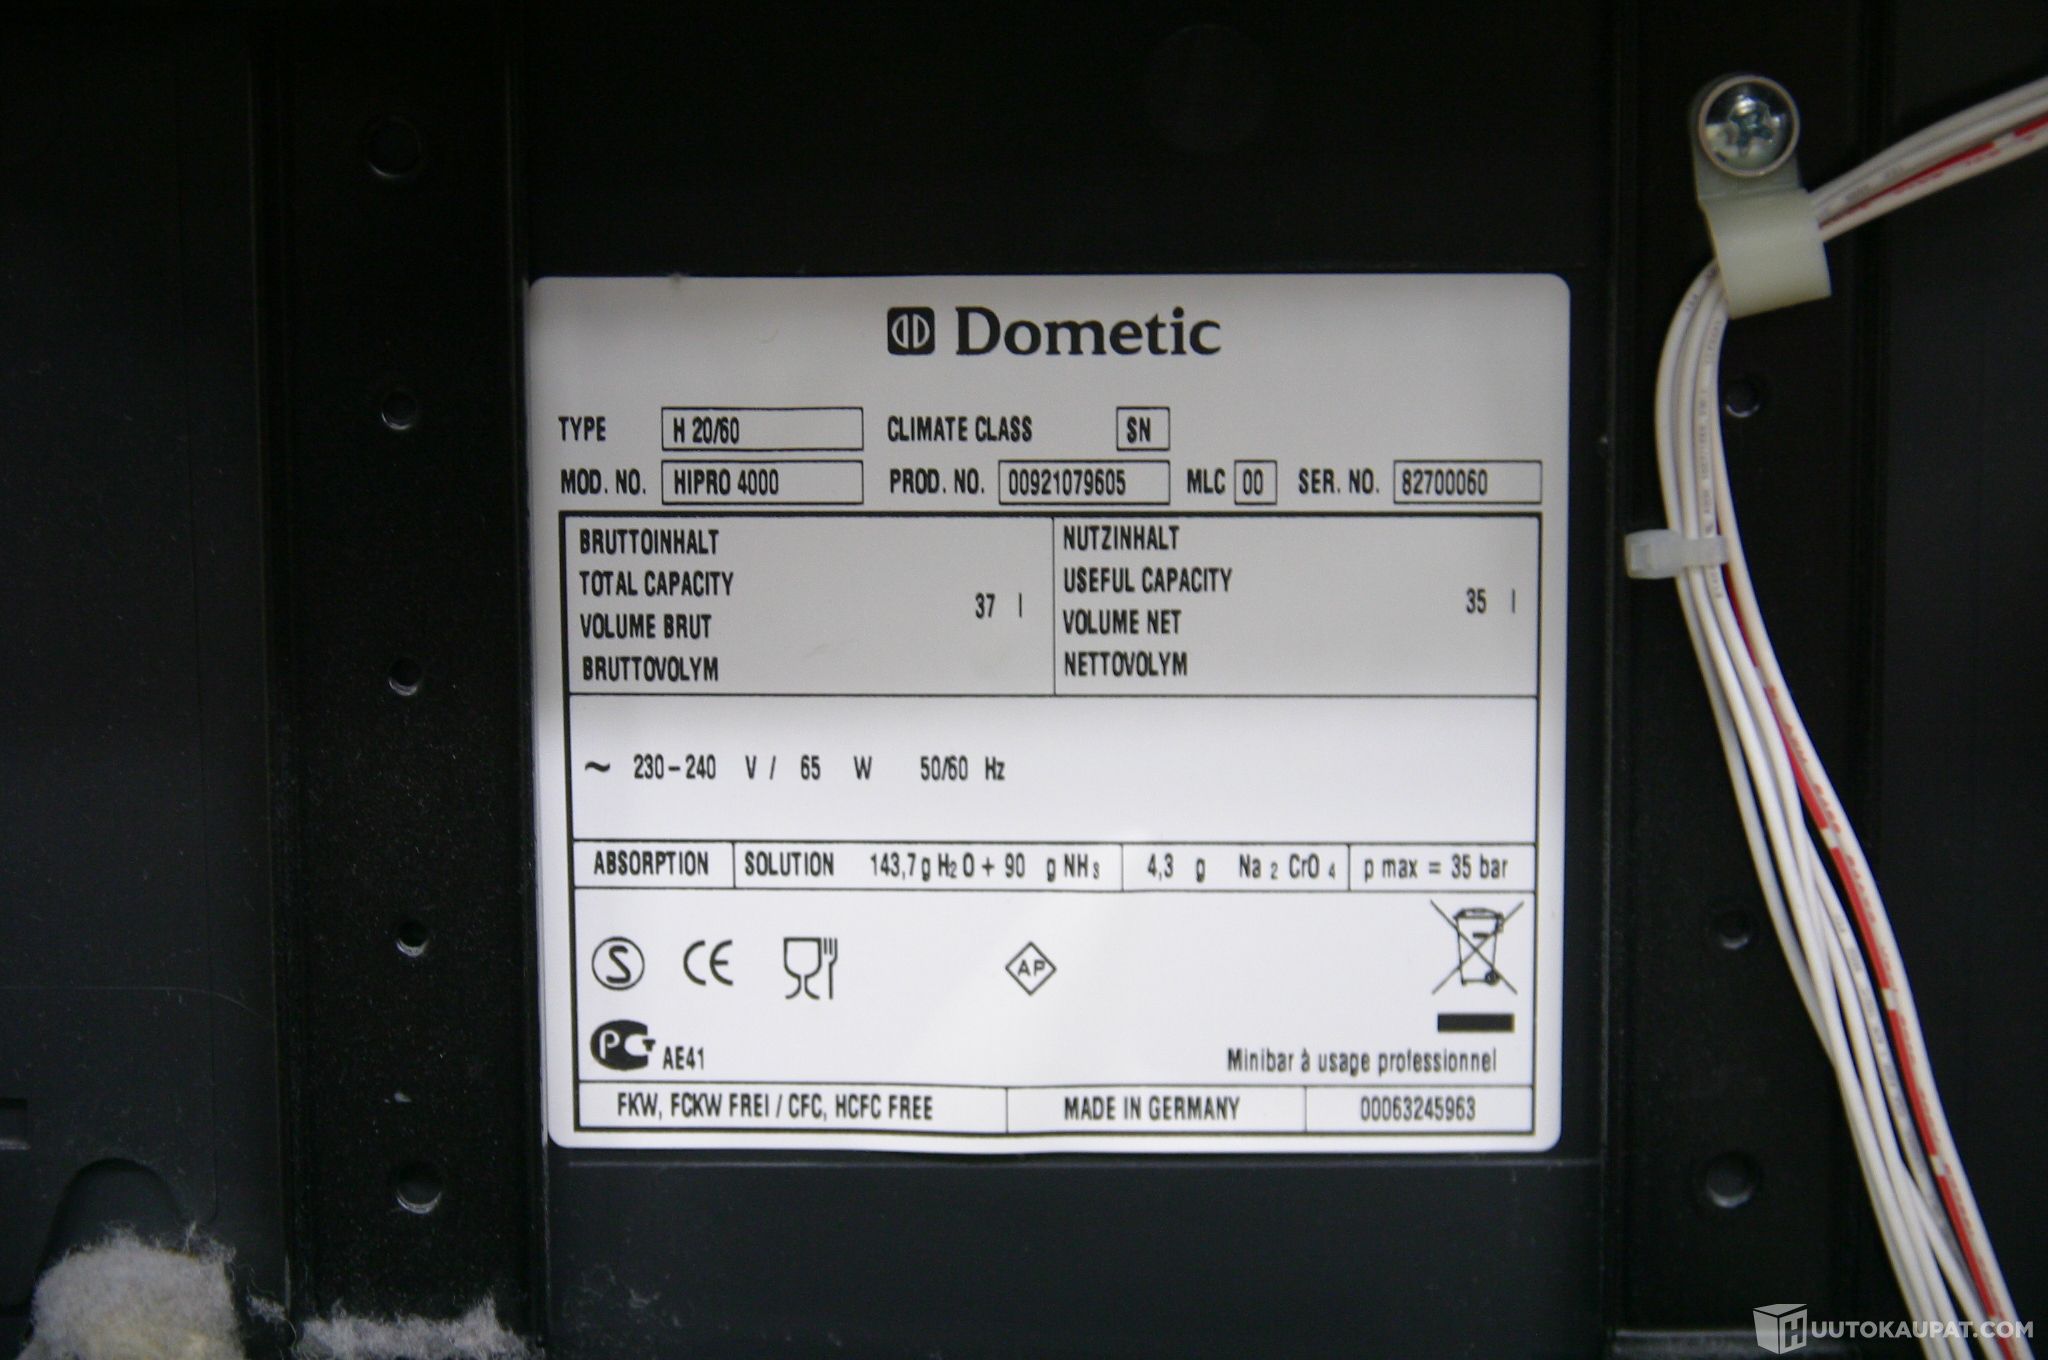 Dometic
TYPE H 20/60 CLIMATE CLASS SN
MOD. NO. HIPRO 4000 PROD. NO. 00921079605 MLC 00 SER. NO. 82700060
BRUTTOINHALT
TOTAL CAPACITY
VOLUME BRUT
BRUTTOVOLYM
37 l
NUTZINHALT
USEFUL CAPACITY
VOLUME NET
NETTOVOLYM
35 l
~ 230-240 V / 65 W 50/60 Hz
ABSORPTION SOLUTION 143,7 g H2O + 90 g NH3 4,3 g Na2CrO4 p max = 35 bar
S CE AP
PCT AE41
Minibar à usage professionnel
FKW, FCKW FREI / CFC, HCFC FREE MADE IN GERMANY 00063245963
HUUTOKAUPAT.COM